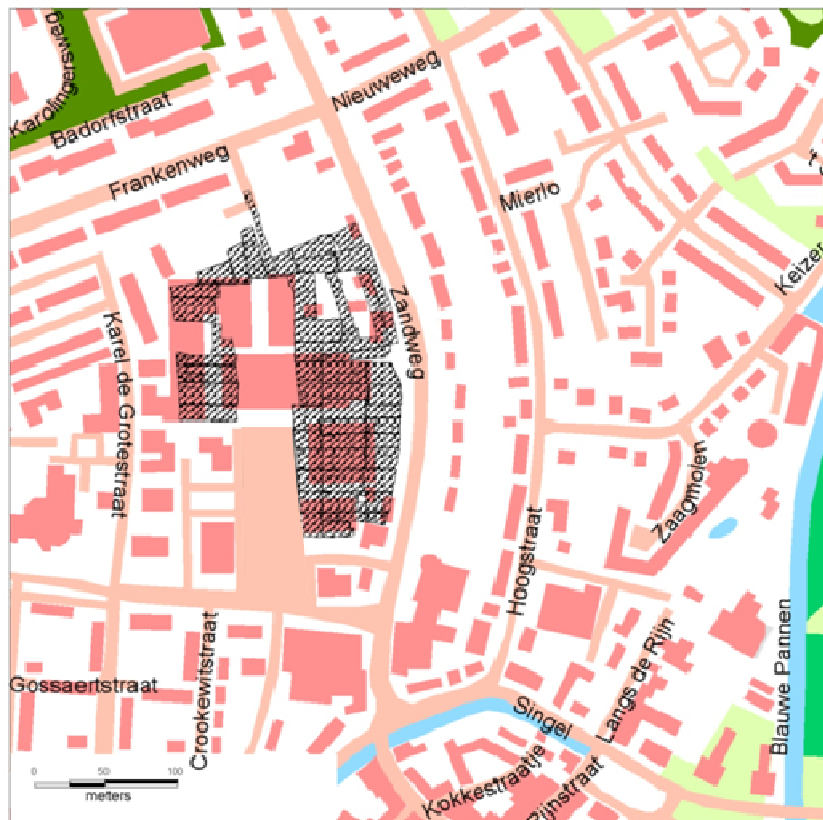 Karolingersweg
Badorfstraat
Nieuweweg
Frankenweg
Mierlo
Keizer
Zandweg
Karel de Grotestraat
Zaagmolen
Hoogstraat
Crookewitstraat
Gossaertstraat
Langs de Rijn
Blauwe Pannen
Singel
Kokkestraatje
Rijnstraat
0 50 100
meters